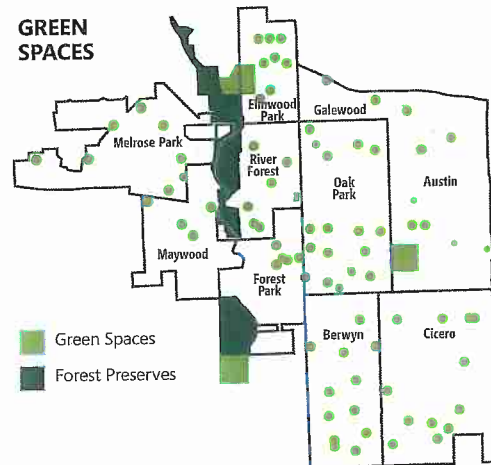 GREEN
SPACES
Elmwood
Park
Galewood
Melrose Park
River
Forest
Oak
Park
Austin
Maywood
Forest
Park
Berwyn
Cicero
Green Spaces
Forest Preserves